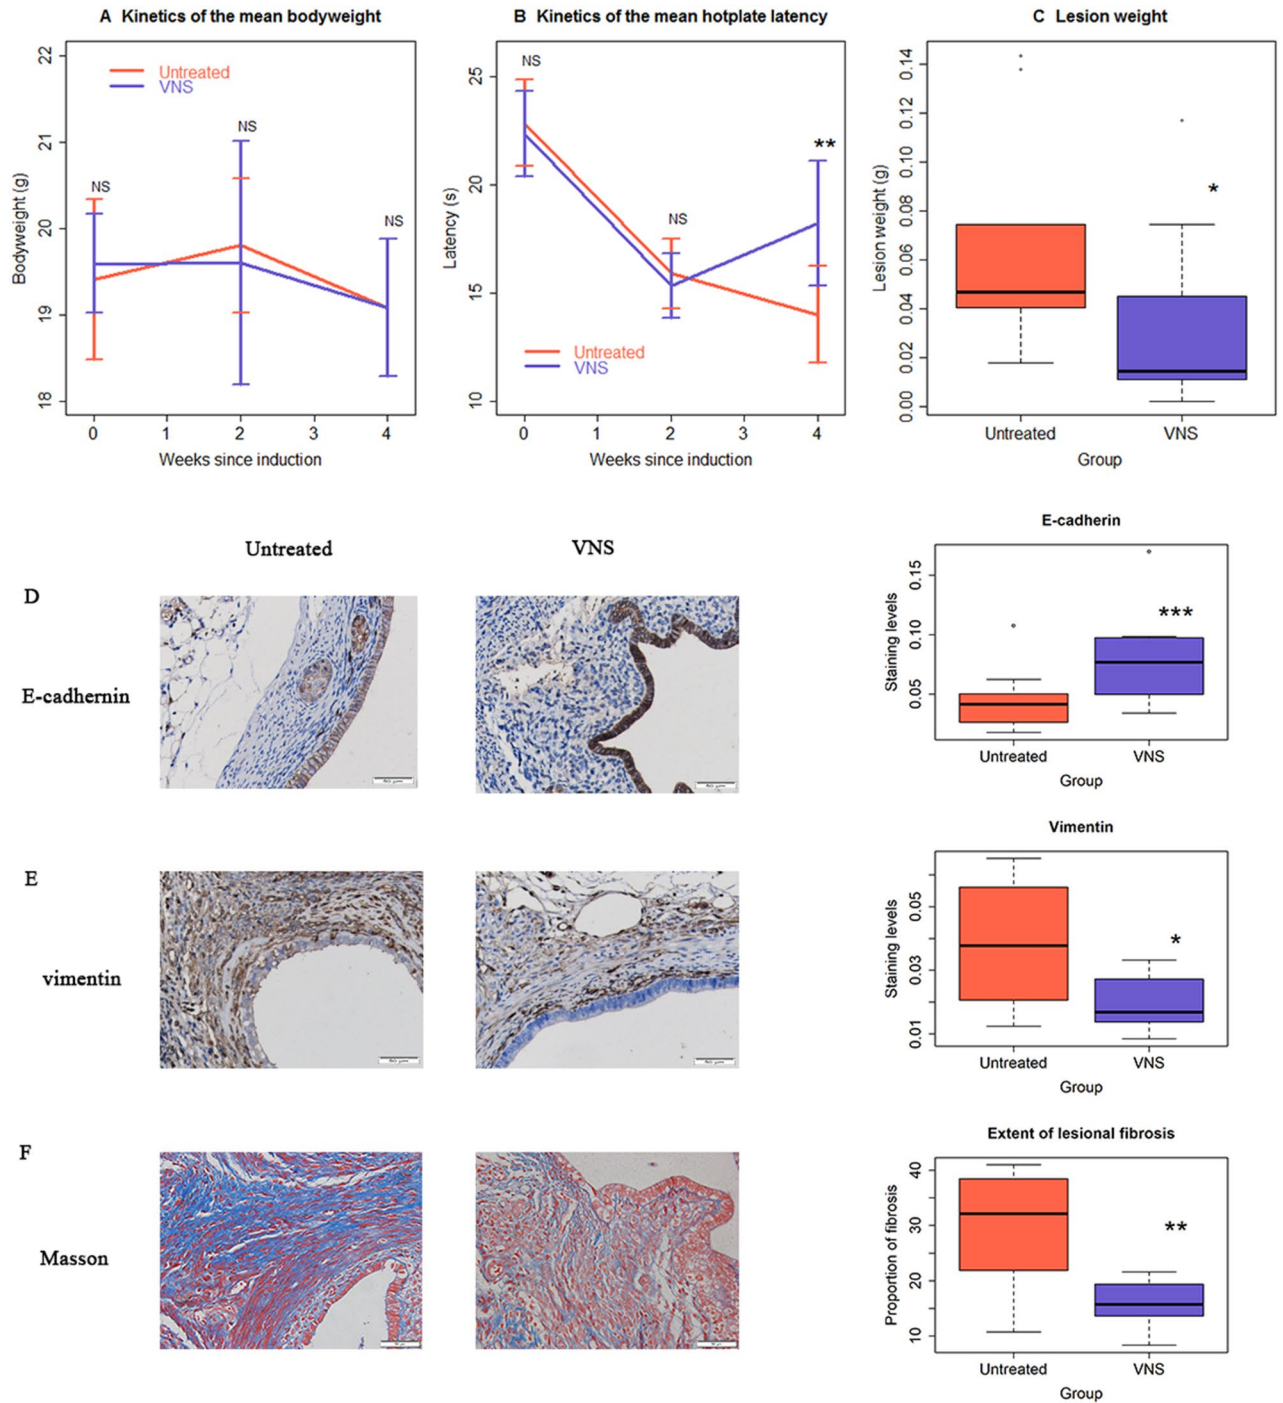 A Kinetics of the mean bodyweight
22
21
20
19
18
Bodyweight (g)
Untreated
VNS
NS
NS
NS
0 1 2 3 4
Weeks since induction
B Kinetics of the mean hotplate latency
25
20
15
10
Latency (s)
NS
NS
**
Untreated
VNS
0 1 2 3 4
Weeks since induction
C Lesion weight
0.14
0.12
0.10
0.08
0.06
0.04
0.02
0.00
Lesion weight (g)
*
Untreated VNS
Group
Untreated VNS
D
E-cadhernin
E-cadherin
0.15
0.10
0.05
Staining levels
***
Untreated VNS
Group
E
vimentin
50 μm
50 μm
Vimentin
0.05
0.03
0.01
Staining levels
*
Untreated VNS
Group
F
Masson
Extent of lesional fibrosis
40
30
20
10
Proportion of fibrosis
**
Untreated VNS
Group